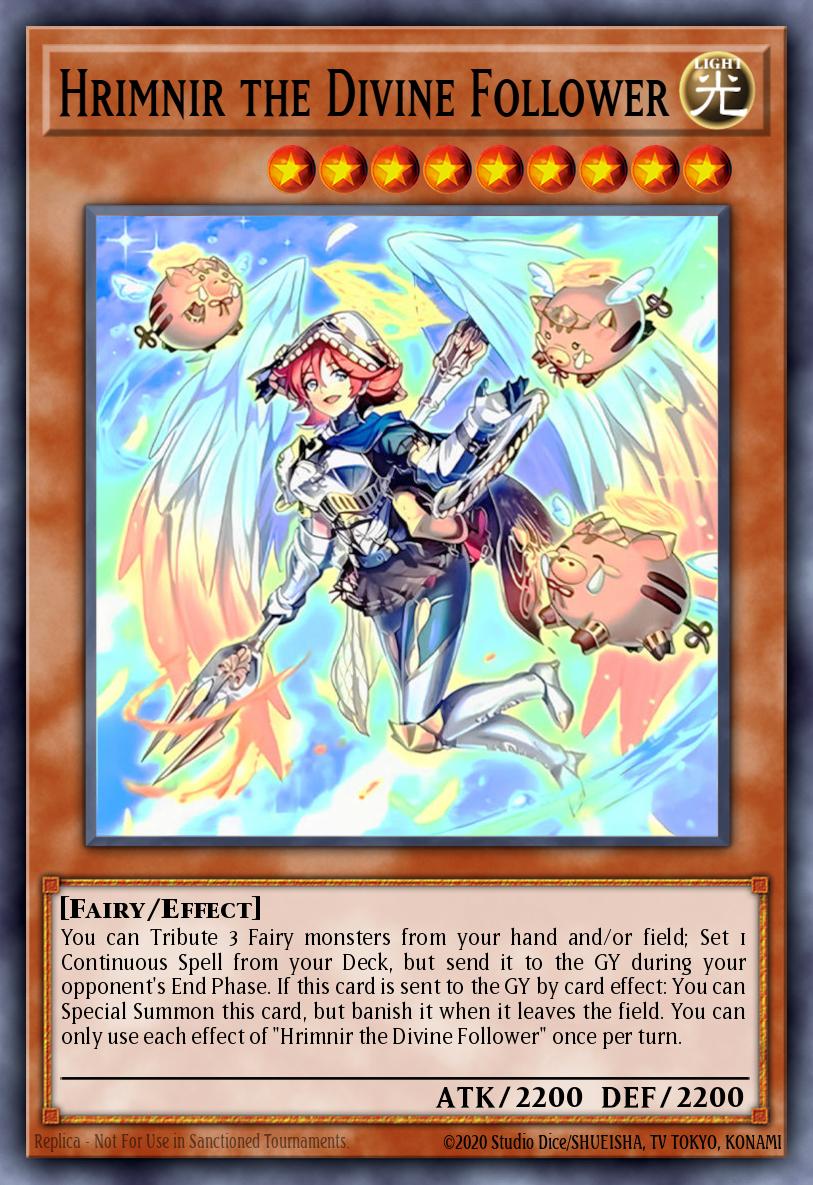 Hrimnir the Divine Follower
LIGHT
光
[Fairy/Effect]
You can Tribute 3 Fairy monsters from your hand and/or field; Set 1
Continuous Spell from your Deck, but send it to the GY during your
opponent's End Phase. If this card is sent to the GY by card effect: You can
Special Summon this card, but banish it when it leaves the field. You can
only use each effect of "Hrimnir the Divine Follower" once per turn.
ATK/2200 DEF/2200
Replica - Not For Use in Sanctioned Tournaments.
©2020 Studio Dice/SHUEISHA, TV TOKYO, KONAMI